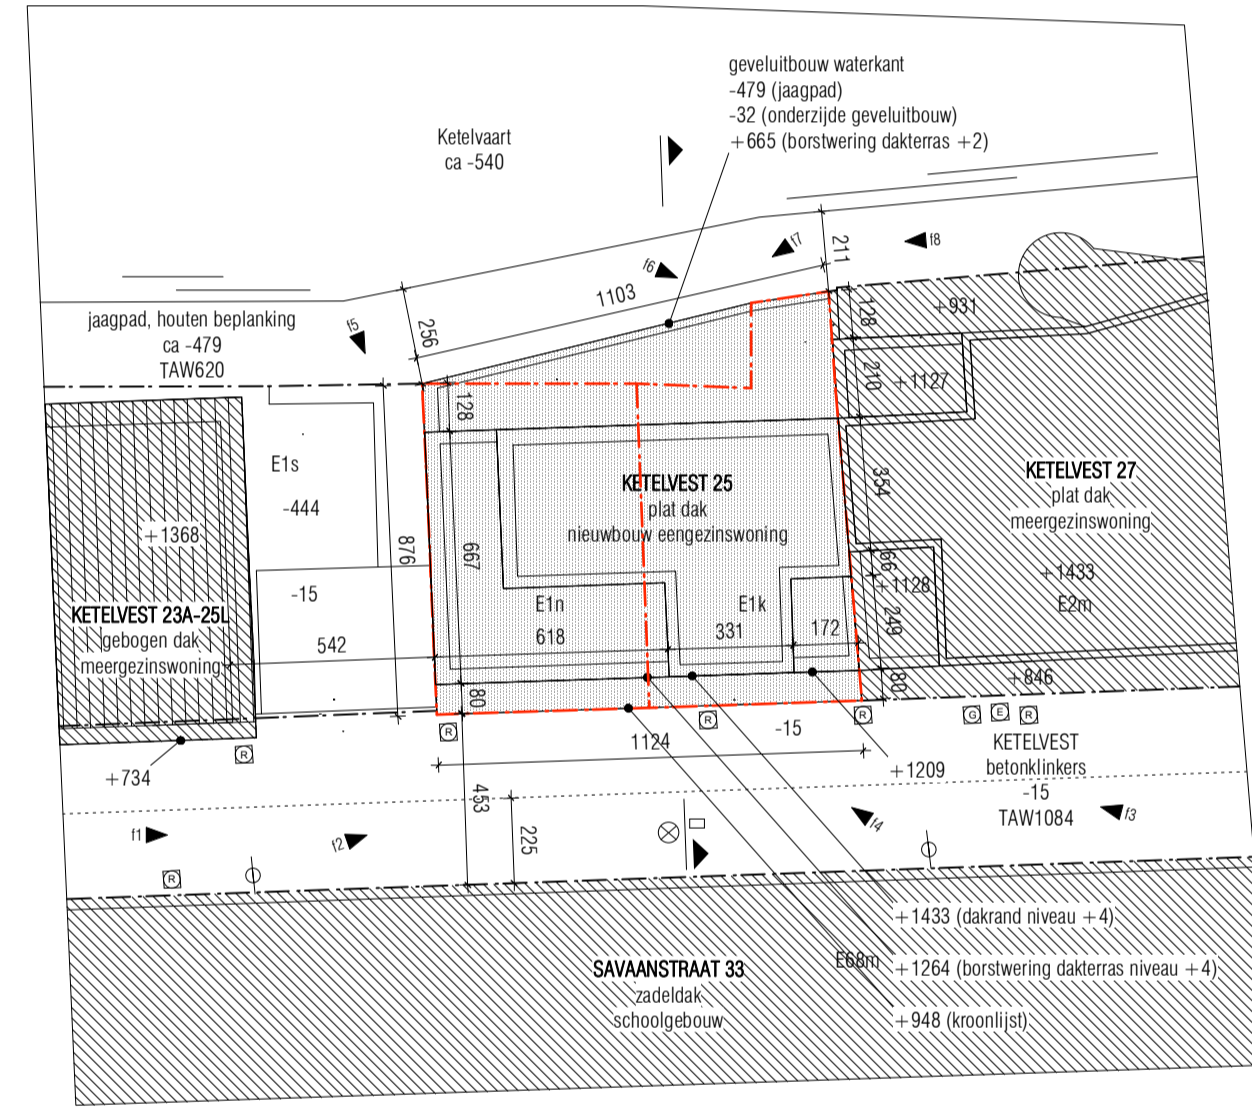 geveluitbouw waterkant
-479 (jaagpad)
-32 (onderzijde geveluitbouw)
+665 (borstwering dakterras +2)
Ketelvaart
ca -540
f7
f8
211
f6
1103
+931
128
jaagpad, houten beplanking
ca -479
TAW620
f5
256
210
+1127
128
E1s
-444
KETELVEST 25
plat dak
nieuwbouw eengezinswoning
354
KETELVEST 27
plat dak
meergezinswoning
+1368
876
667
66
+1128
+1433
E2m
-15
E1n
E1k
KETELVEST 23A-25L
gebogen dak
meergezinswoning
542
618
331
172
249
80
80
+846
R
R
R
R
G
E
R
1124
-15
KETELVEST
betonklinkers
-15
TAW1084
+734
+1209
453
225
f1
f2
f4
f3
R
+1433 (dakrand niveau +4)
E68m
+1264 (borstwering dakterras niveau +4)
+948 (kroonlijst)
SAVAANSTRAAT 33
zadeldak
schoolgebouw